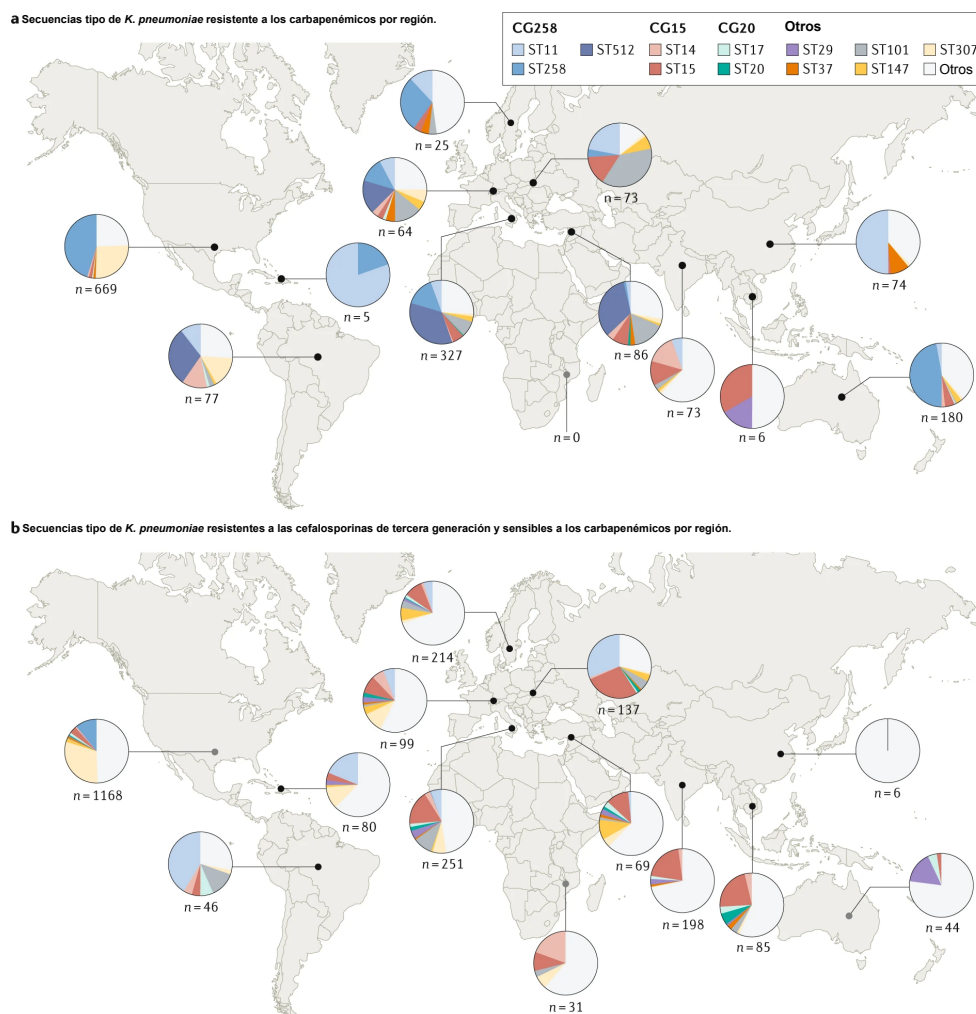 a Secuencias tipo de K. pneumoniae resistente a los carbapenémicos por región.
CG258 CG15 CG20 Otros
ST11 ST512 ST14 ST17 ST29 ST101 ST307
ST258 ST15 ST20 ST37 ST147 Otros
n=25
n=73
n=64
n=669
n=5
n=74
n=327
n=86
n=77
n=73
n=0
n=6
n=180
b Secuencias tipo de K. pneumoniae resistentes a las cefalosporinas de tercera generación y sensibles a los carbapenémicos por región.
n=214
n=137
n=99
n=1168
n=6
n=80
n=251
n=69
n=46
n=198
n=44
n=85
n=31